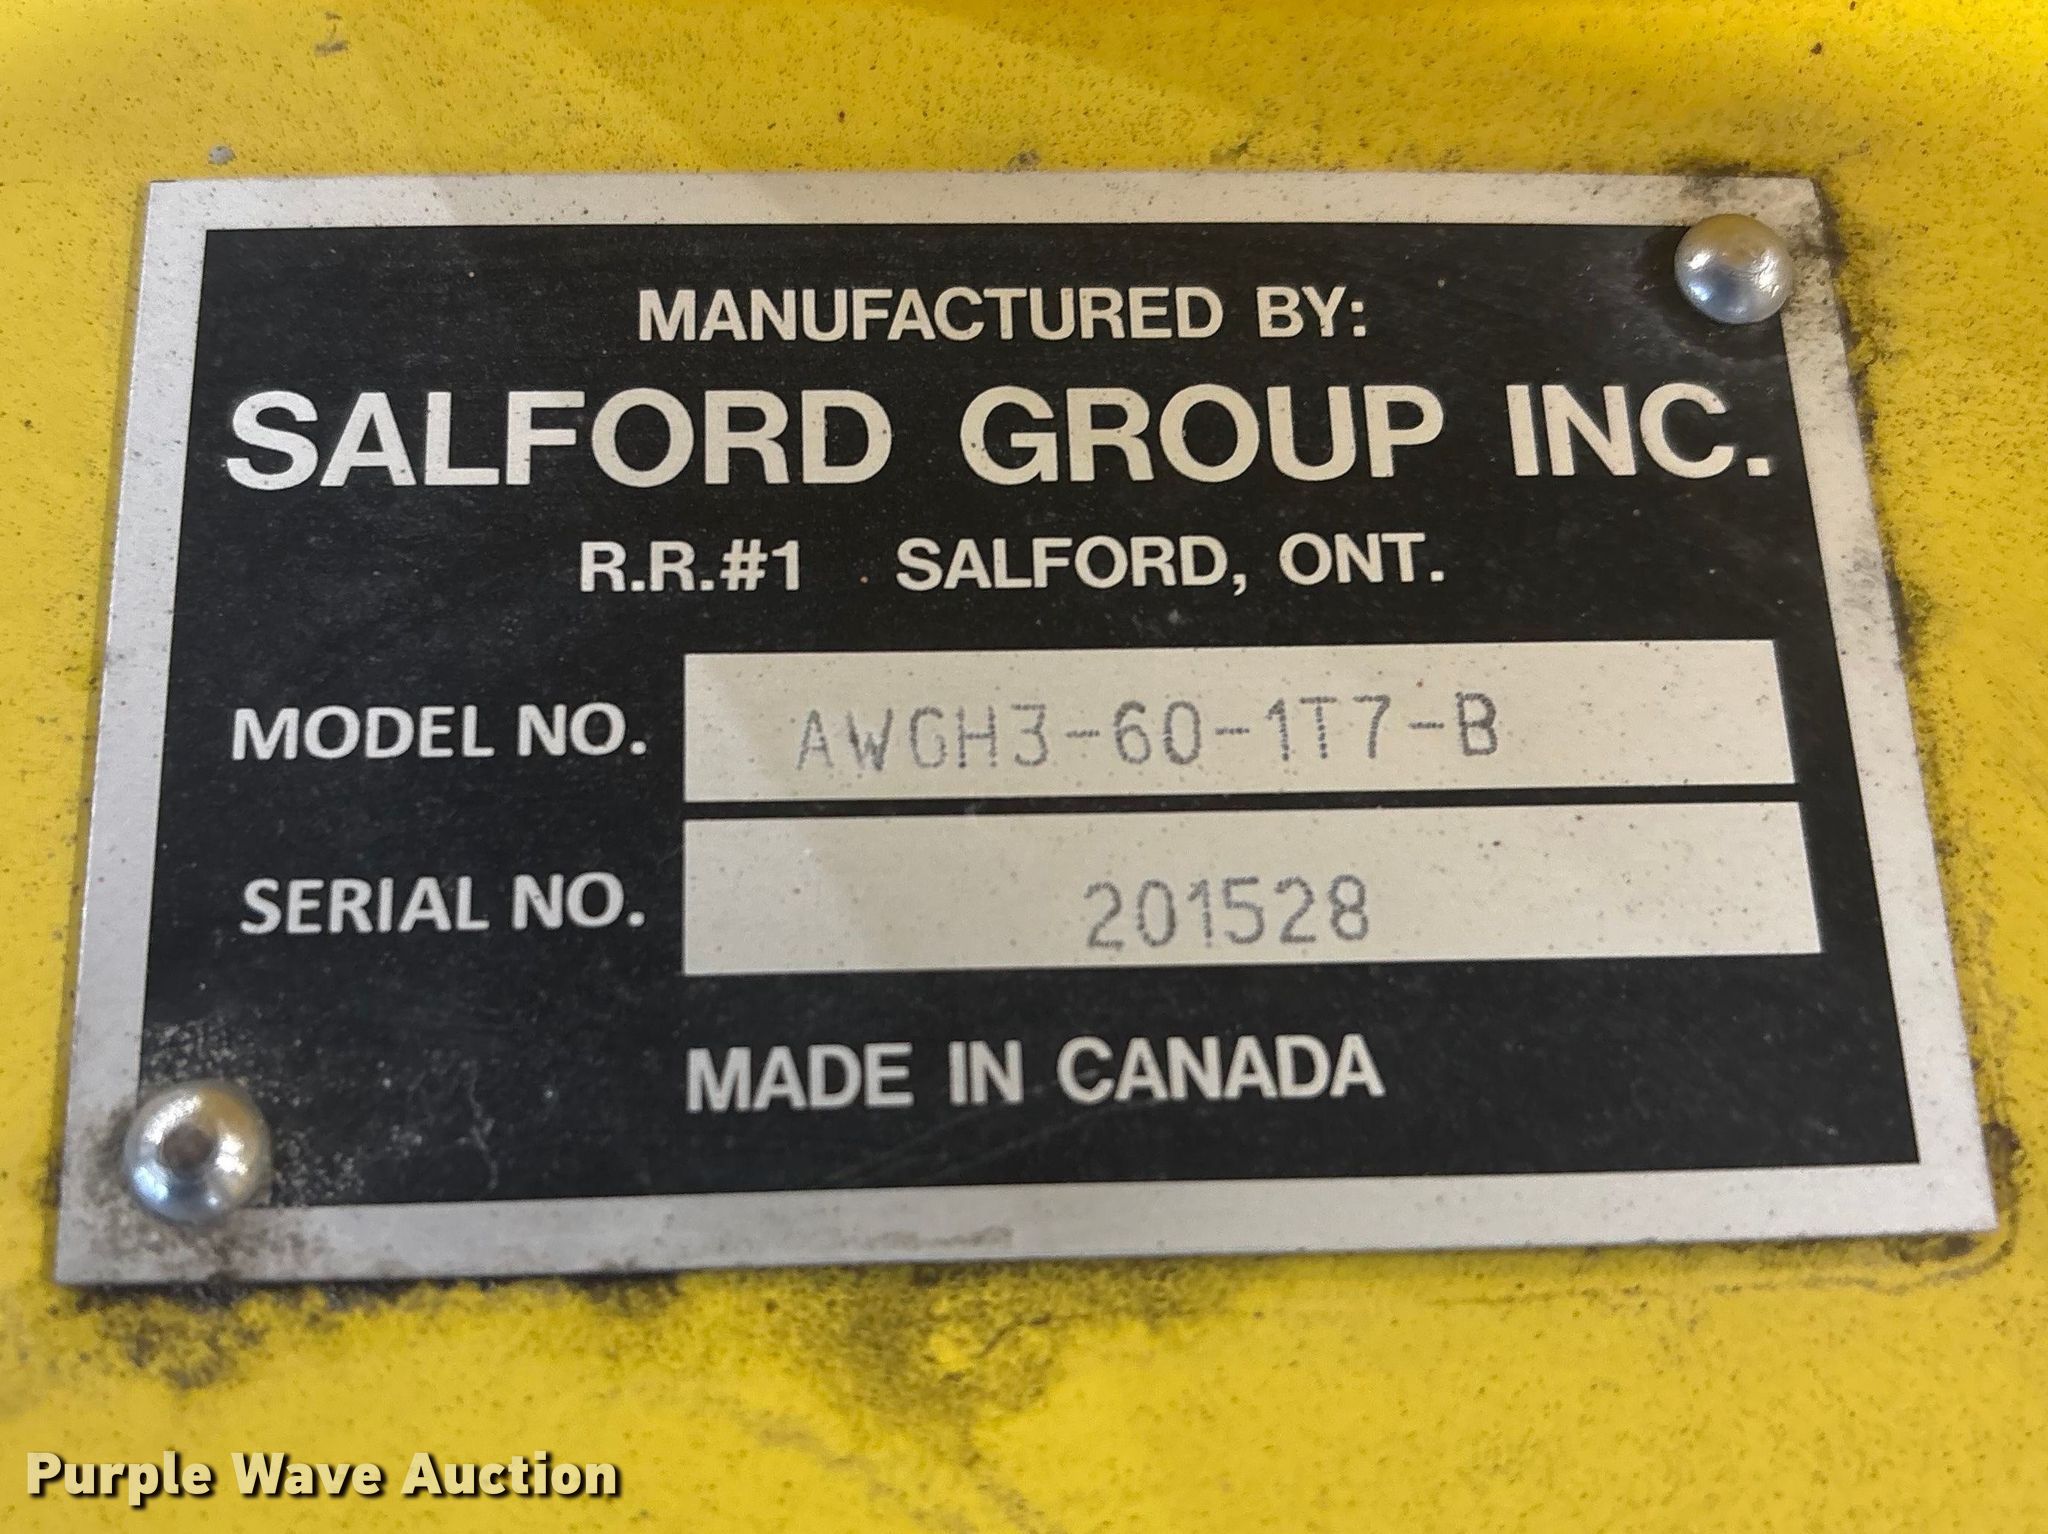 MANUFACTURED BY:
SALFORD GROUP INC.
R.R.#1 SALFORD, ONT.
MODEL NO. AWGH3-60-1T7-B
SERIAL NO. 201528
MADE IN CANADA
Purple Wave Auction